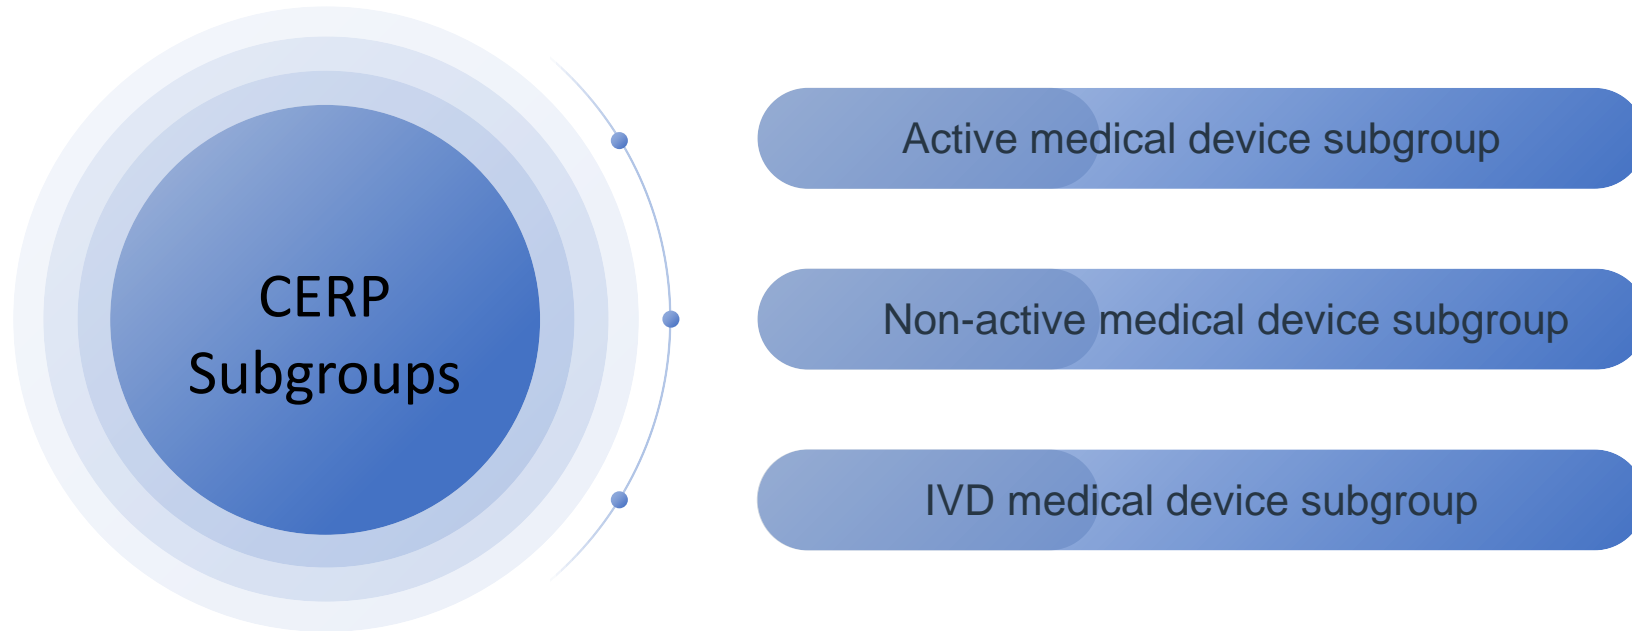 CERP
Subgroups
Active medical device subgroup
Non-active medical device subgroup
IVD medical device subgroup